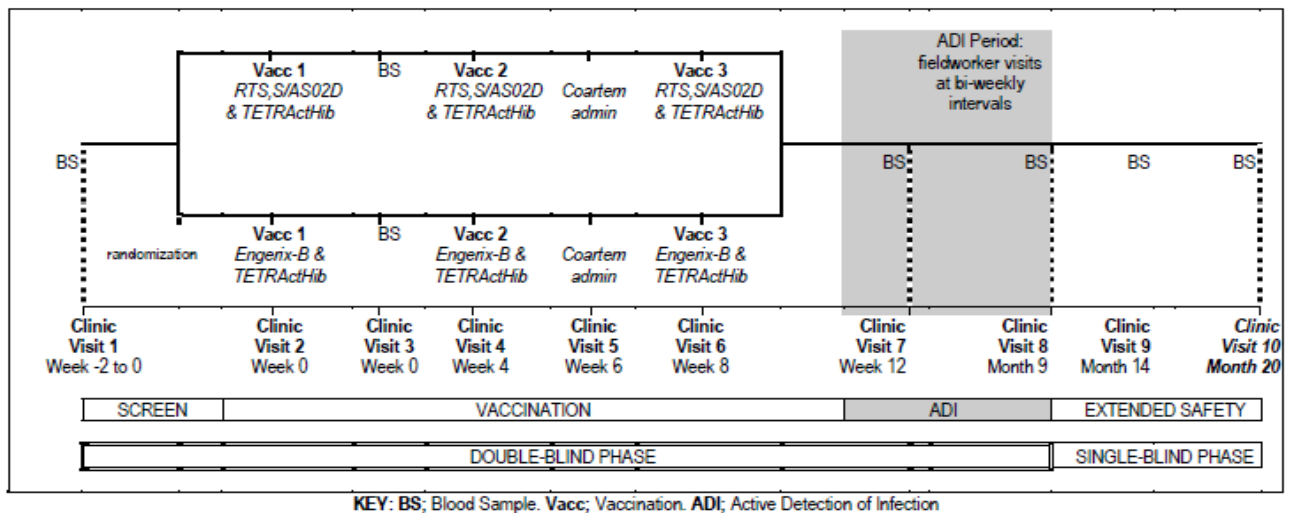 ADI Period:
fieldworker visits
at bi-weekly
intervals
Vacc 1
RTS,S/AS02D
& TETRActHib
BS
Vacc 2
RTS,S/AS02D
& TETRActHib
Coartem
admin
Vacc 3
RTS,S/AS02D
& TETRActHib
BS
BS
BS
BS
BS
randomization
Vacc 1
Engerix-B &
TETRActHib
BS
Vacc 2
Engerix-B &
TETRActHib
Coartem
admin
Vacc 3
Engerix-B &
TETRActHib
Clinic
Visit 1
Week -2 to 0
Clinic
Visit 2
Week 0
Clinic
Visit 3
Week 0
Clinic
Visit 4
Week 4
Clinic
Visit 5
Week 6
Clinic
Visit 6
Week 8
Clinic
Visit 7
Week 12
Clinic
Visit 8
Month 9
Clinic
Visit 9
Month 14
Clinic
Visit 10
Month 20
SCREEN
VACCINATION
ADI
EXTENDED SAFETY
DOUBLE-BLIND PHASE
SINGLE-BLIND PHASE
KEY: BS; Blood Sample. Vacc; Vaccination. ADI; Active Detection of Infection